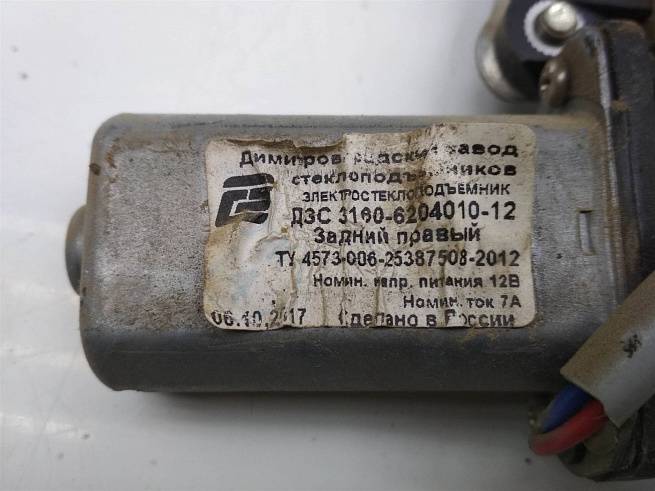 Димитровградский завод
стеклоподъемников
ЭЛЕКТРОСТЕКЛОПОДЪЕМНИК
ДЗС 3160-6204010-12
Задний правый
ТУ 4573-006-25387508-2012
Номин. напр. питания 12В
Номин. ток 7А
06.10.2017 Сделано в России